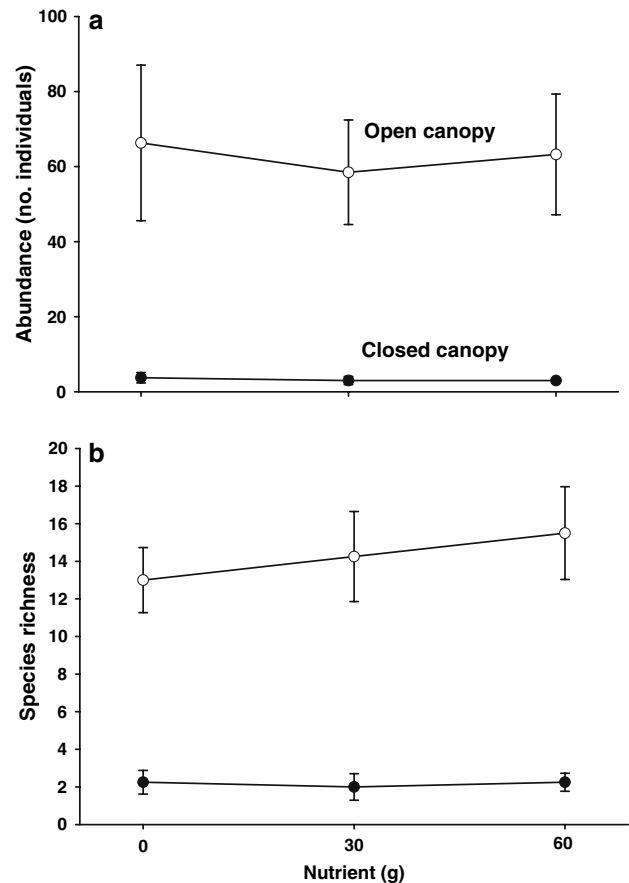 a
Abundance (no. individuals)
100
80
60
40
20
0
Open canopy
Closed canopy
b
Species richness
20
18
16
14
12
10
8
6
4
2
0
0 30 60
Nutrient (g)